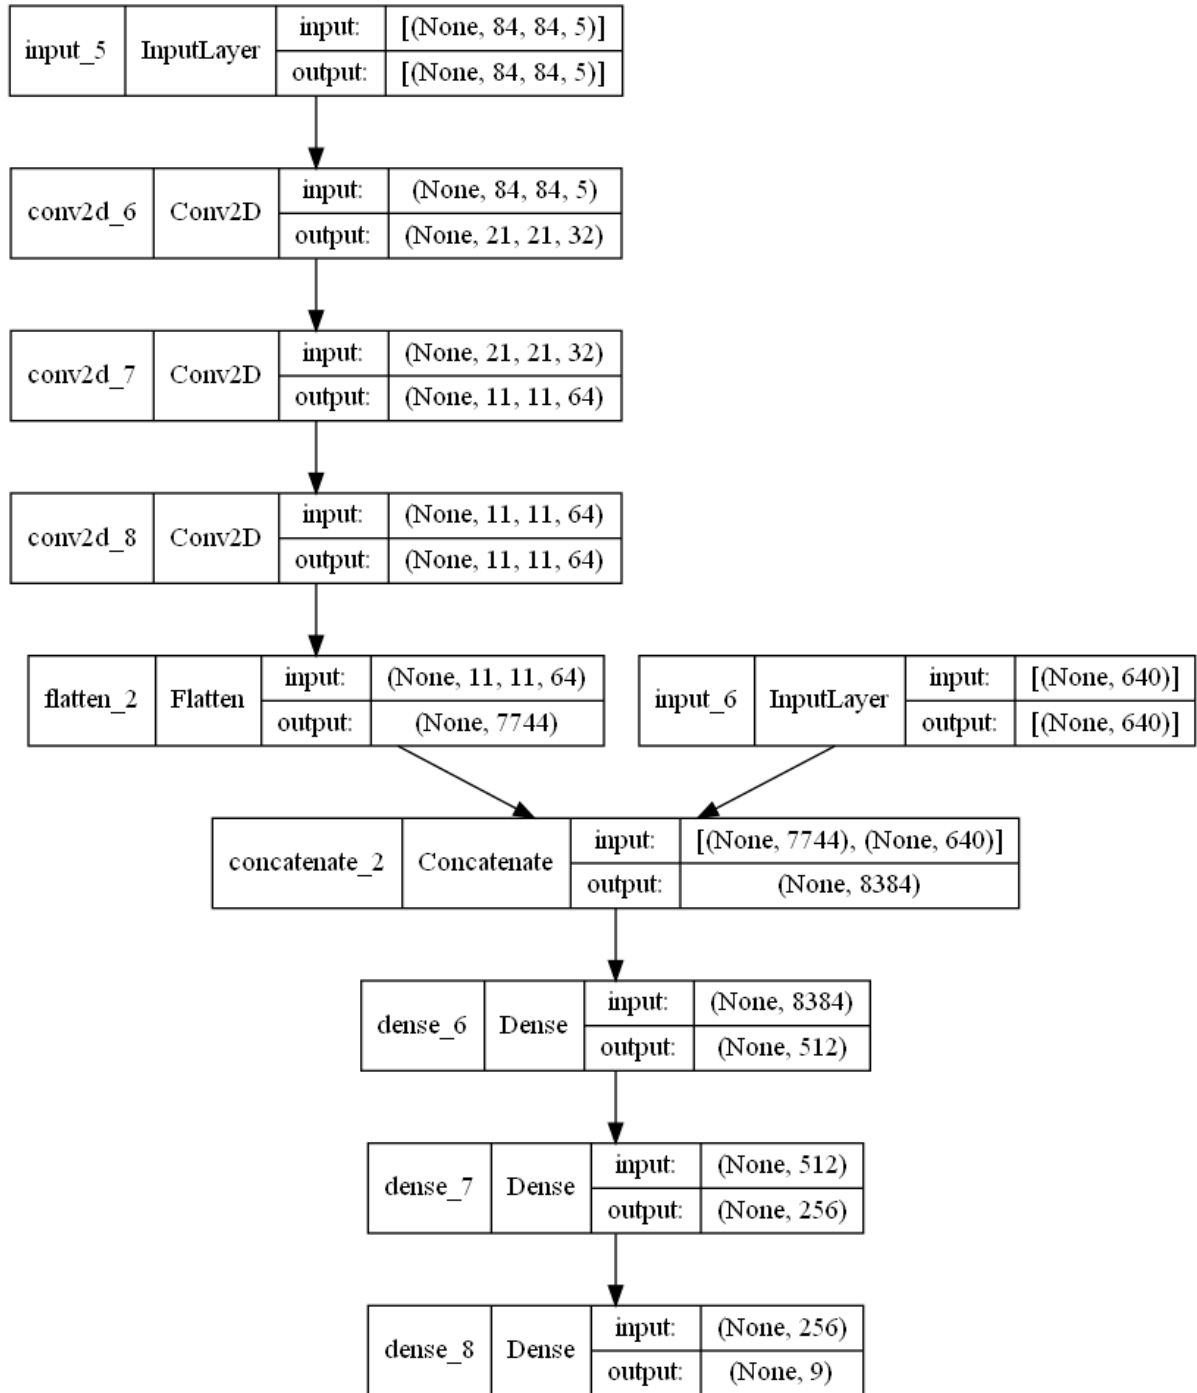 input_5 InputLayer input: [(None, 84, 84, 5)]
output: [(None, 84, 84, 5)]
conv2d_6 Conv2D input: (None, 84, 84, 5)
output: (None, 21, 21, 32)
conv2d_7 Conv2D input: (None, 21, 21, 32)
output: (None, 11, 11, 64)
conv2d_8 Conv2D input: (None, 11, 11, 64)
output: (None, 11, 11, 64)
flatten_2 Flatten input: (None, 11, 11, 64)
output: (None, 7744)
input_6 InputLayer input: [(None, 640)]
output: [(None, 640)]
concatenate_2 Concatenate input: [(None, 7744), (None, 640)]
output: (None, 8384)
dense_6 Dense input: (None, 8384)
output: (None, 512)
dense_7 Dense input: (None, 512)
output: (None, 256)
dense_8 Dense input: (None, 256)
output: (None, 9)